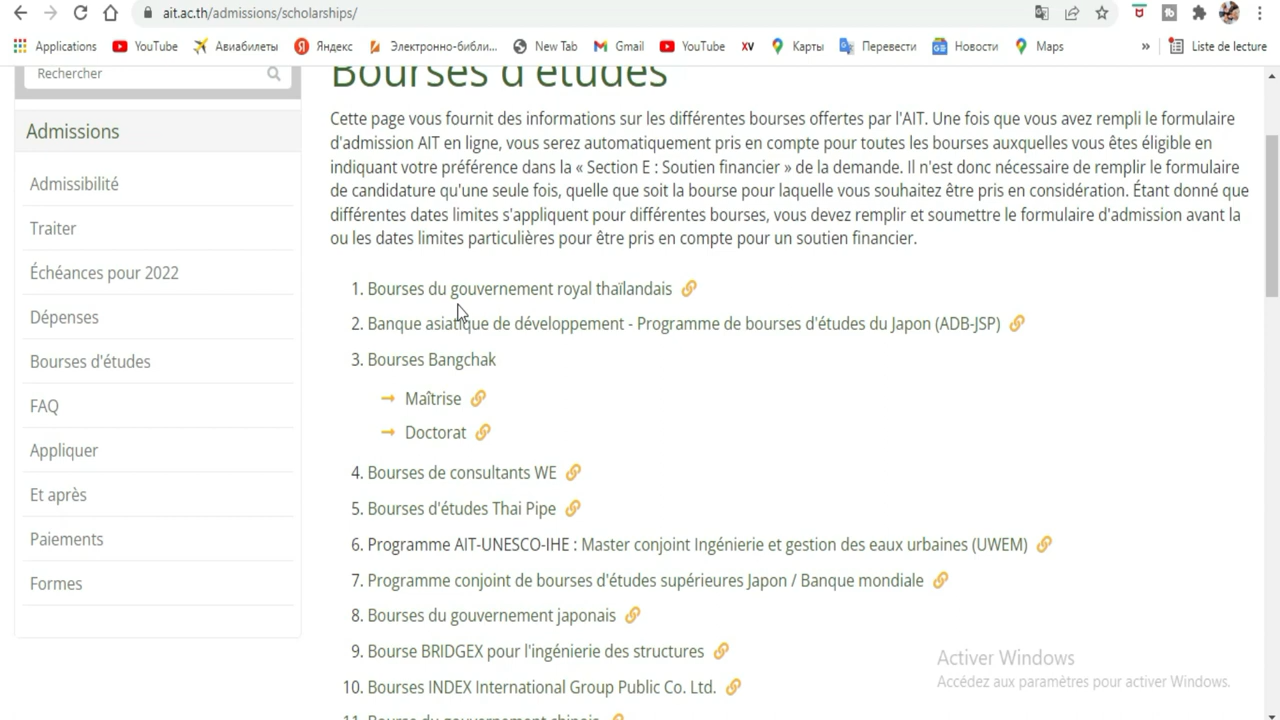 ait.ac.th/admissions/scholarships/
Applications YouTube Авиабилеты Яндекс Электронно-библи... New Tab Gmail YouTube XV Карты Перевести Новости Maps » Liste de lecture
Rechercher
Admissions
Admissibilité
Traiter
Échéances pour 2022
Dépenses
Bourses d'études
FAQ
Appliquer
Et après
Paiements
Formes
Bourses d'études
Cette page vous fournit des informations sur les différentes bourses offertes par l'AIT. Une fois que vous avez rempli le formulaire
d'admission AIT en ligne, vous serez automatiquement pris en compte pour toutes les bourses auxquelles vous êtes éligible en
indiquant votre préférence dans la « Section E : Soutien financier » de la demande. Il n'est donc nécessaire de remplir le formulaire
de candidature qu'une seule fois, quelle que soit la bourse pour laquelle vous souhaitez être pris en considération. Étant donné que
différentes dates limites s'appliquent pour différentes bourses, vous devez remplir et soumettre le formulaire d'admission avant la
ou les dates limites particulières pour être pris en compte pour un soutien financier.
1. Bourses du gouvernement royal thaïlandais
2. Banque asiatique de développement - Programme de bourses d'études du Japon (ADB-JSP)
3. Bourses Bangchak
Maîtrise
Doctorat
4. Bourses de consultants WE
5. Bourses d'études Thai Pipe
6. Programme AIT-UNESCO-IHE : Master conjoint Ingénierie et gestion des eaux urbaines (UWEM)
7. Programme conjoint de bourses d'études supérieures Japon / Banque mondiale
8. Bourses du gouvernement japonais
9. Bourse BRIDGEX pour l'ingénierie des structures
10. Bourses INDEX International Group Public Co. Ltd.
11. Bourse du gouvernement chinois
Activer Windows
Accédez aux paramètres pour activer Windows.